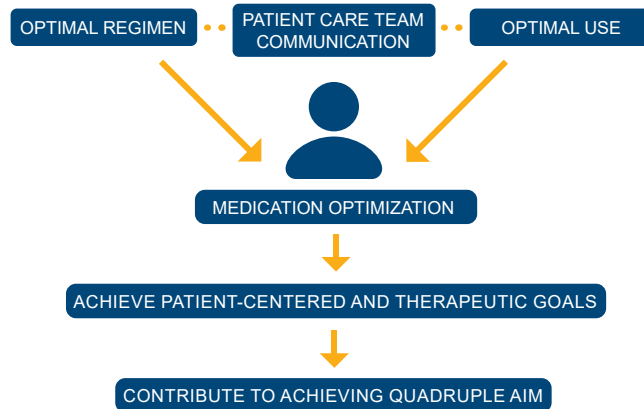 OPTIMAL REGIMEN
PATIENT CARE TEAM
COMMUNICATION
OPTIMAL USE
MEDICATION OPTIMIZATION
ACHIEVE PATIENT-CENTERED AND THERAPEUTIC GOALS
CONTRIBUTE TO ACHIEVING QUADRUPLE AIM